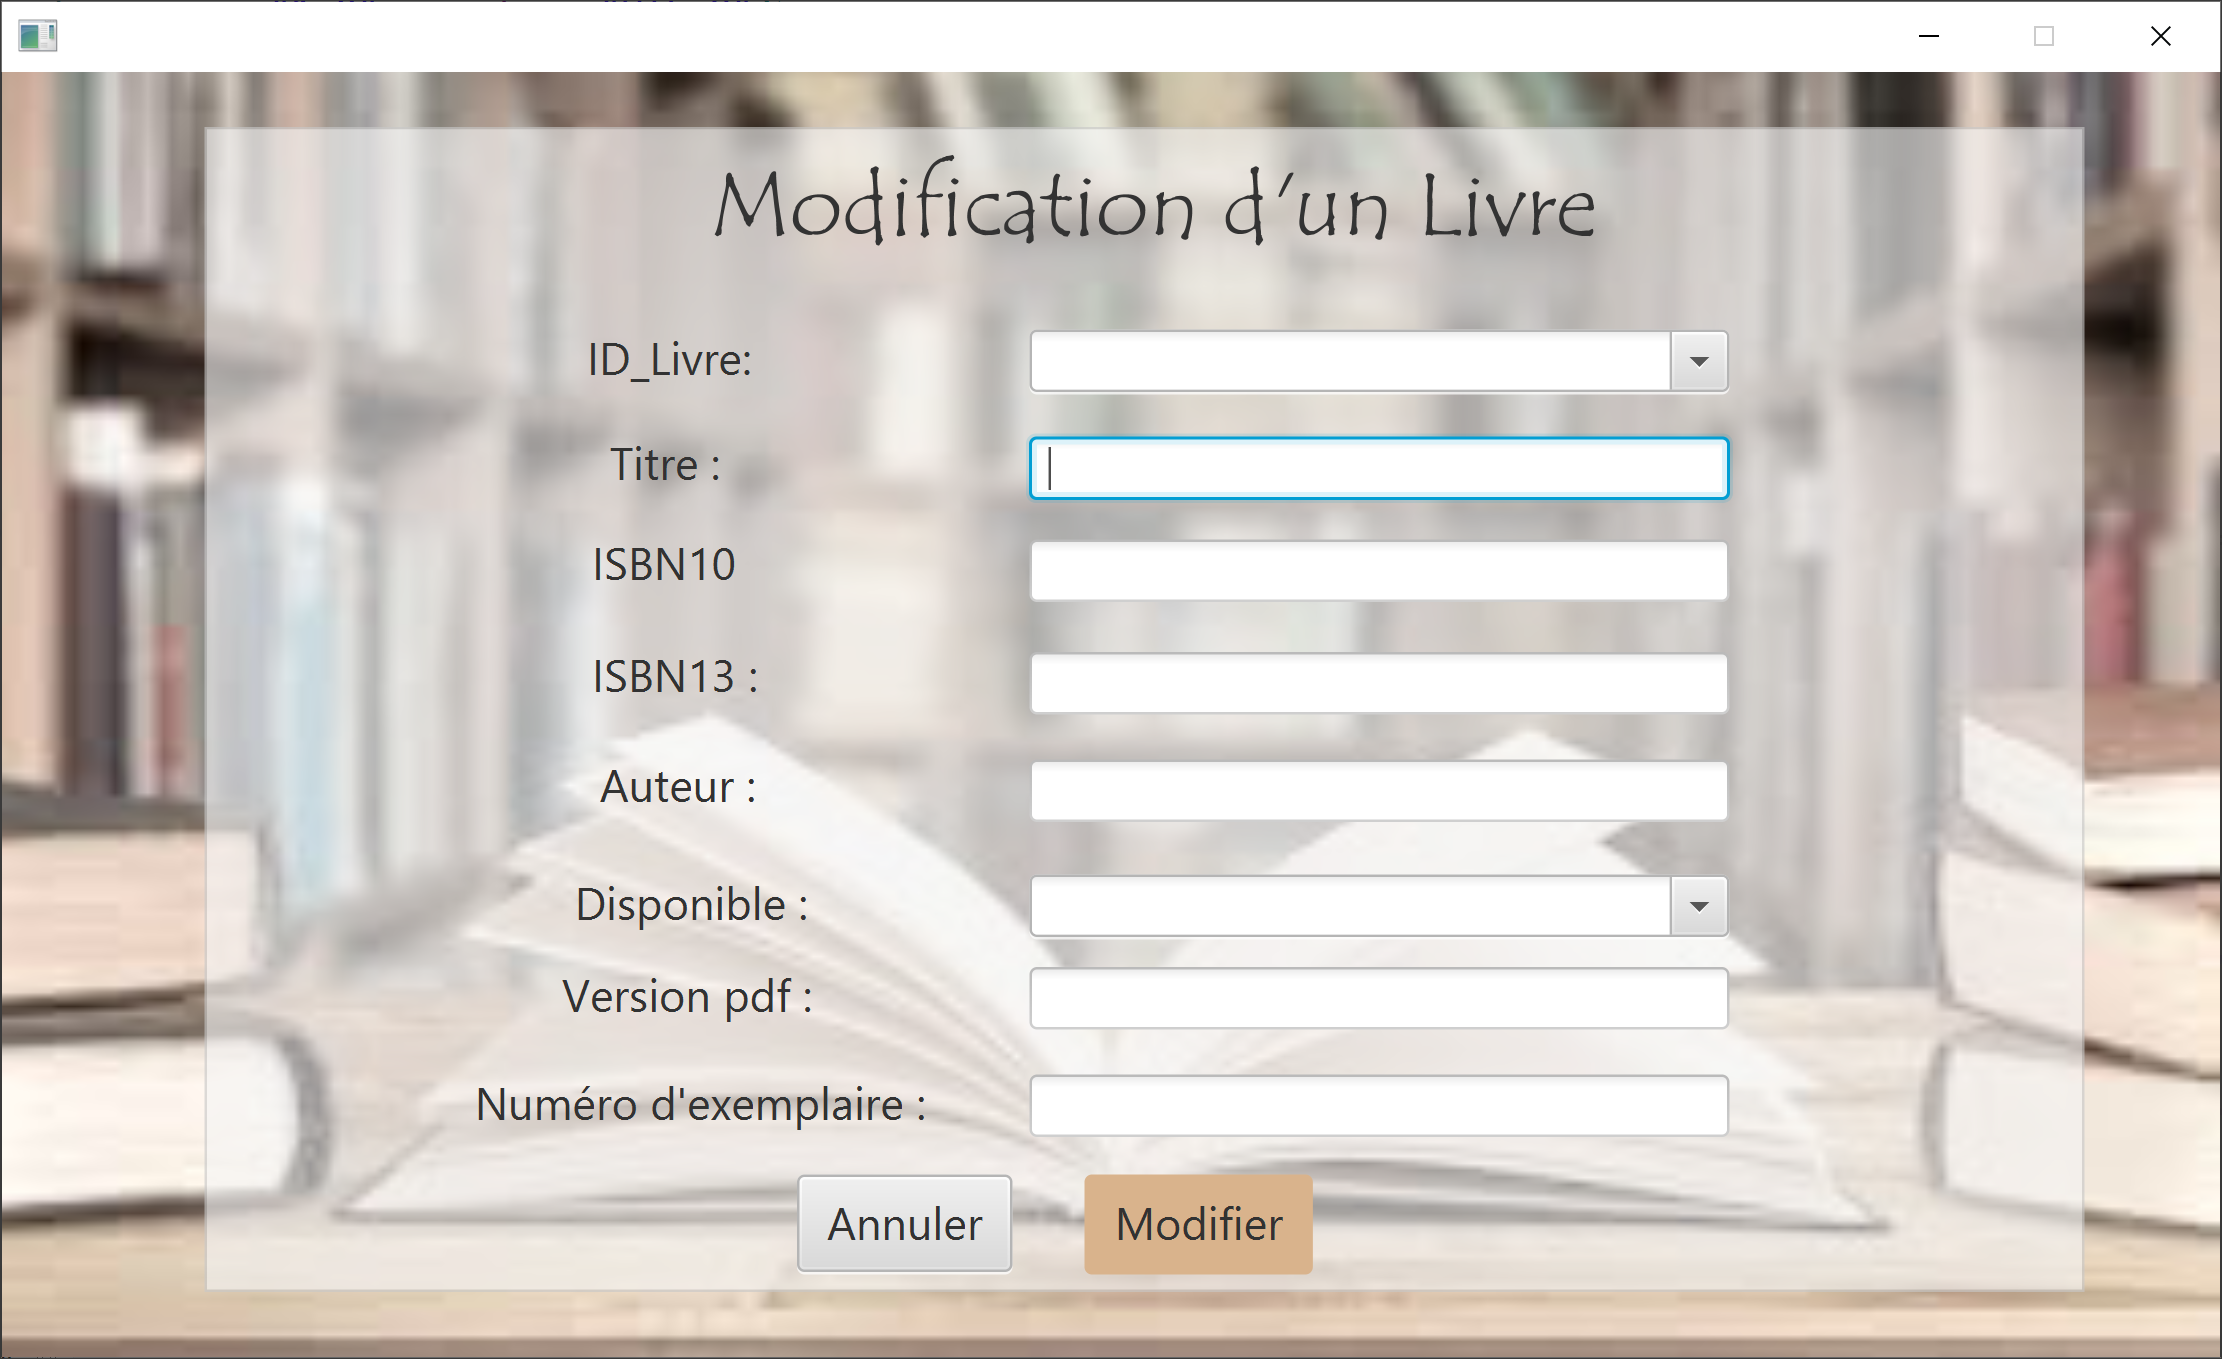 Modification d'un Livre
ID_Livre:
Titre :
ISBN10
ISBN13 :
Auteur :
Disponible :
Version pdf :
Numéro d'exemplaire :
Annuler
Modifier